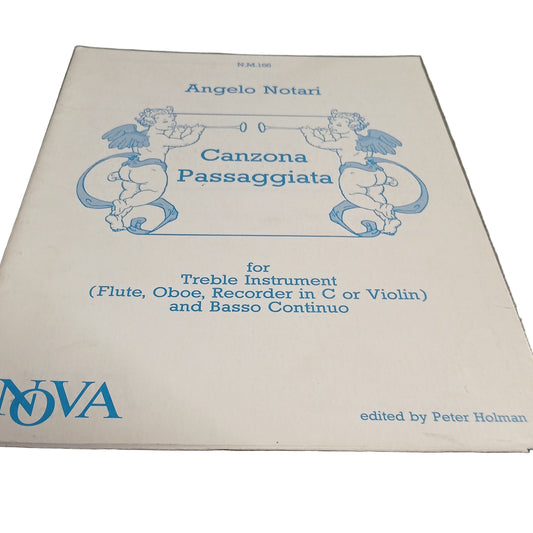 N.M.166
Angelo Notari
Canzona
Passaggiata
for
Treble Instrument
(Flute, Oboe, Recorder in C or Violin)
and Basso Continuo
NOVA
edited by Peter Holman